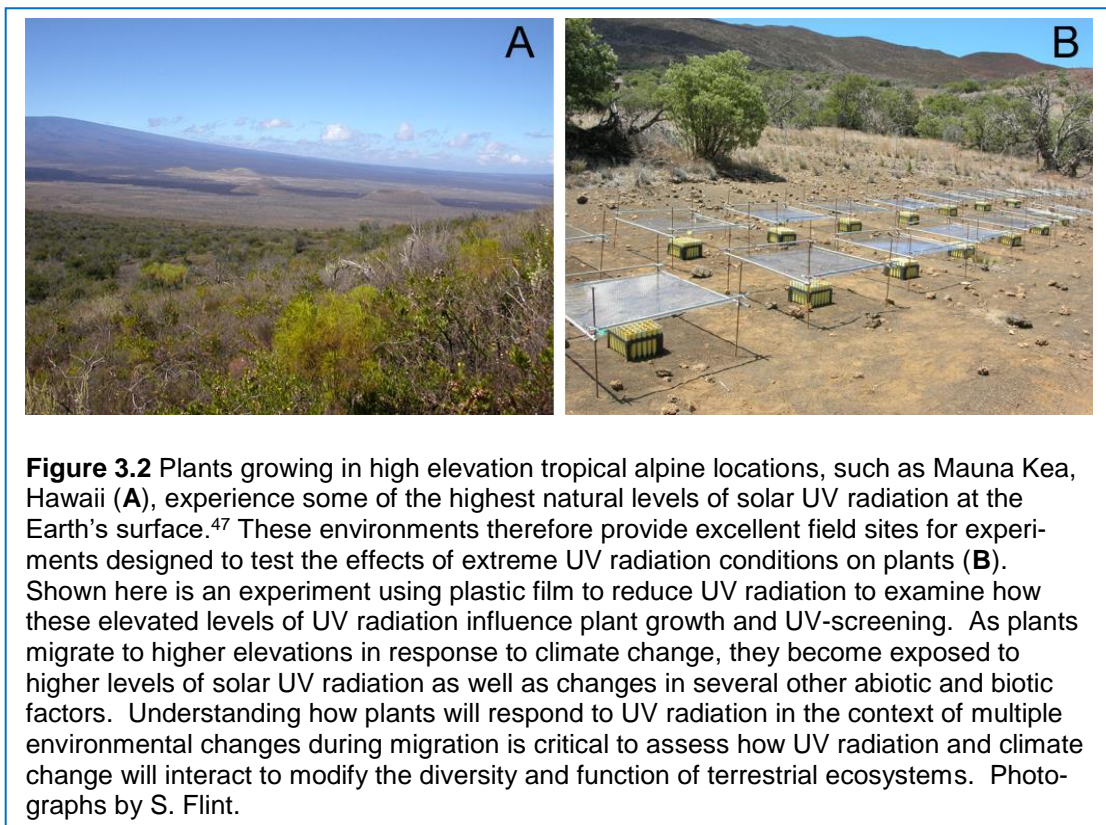 A
B
Figure 3.2 Plants growing in high elevation tropical alpine locations, such as Mauna Kea,
Hawaii (A), experience some of the highest natural levels of solar UV radiation at the
Earth’s surface.47 These environments therefore provide excellent field sites for experi-
ments designed to test the effects of extreme UV radiation conditions on plants (B).
Shown here is an experiment using plastic film to reduce UV radiation to examine how
these elevated levels of UV radiation influence plant growth and UV-screening.  As plants
migrate to higher elevations in response to climate change, they become exposed to
higher levels of solar UV radiation as well as changes in several other abiotic and biotic
factors.  Understanding how plants will respond to UV radiation in the context of multiple
environmental changes during migration is critical to assess how UV radiation and climate
change will interact to modify the diversity and function of terrestrial ecosystems.  Photo-
graphs by S. Flint.